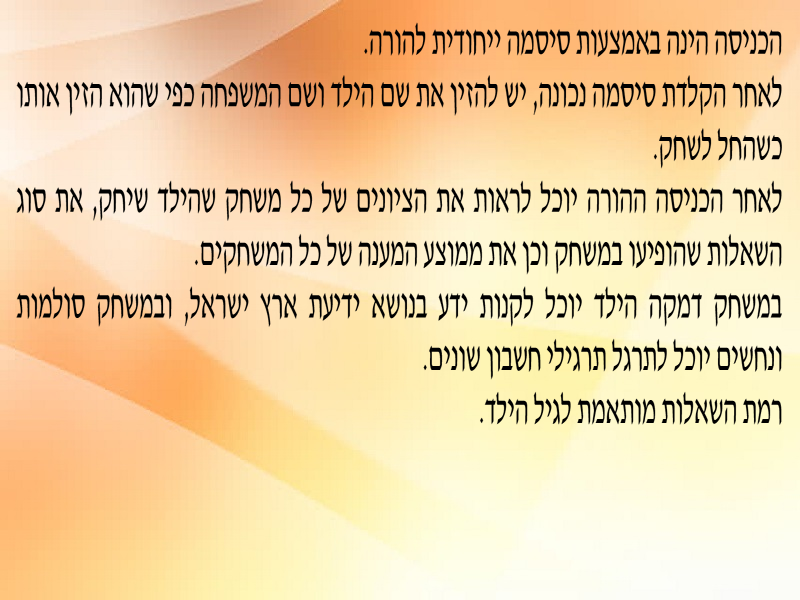 הכניסה הינה באמצעות סיסמה ייחודית להורה.
לאחר הקלדת סיסמה נכונה, יש להזין את שם הילד ושם המשפחה כפי שהוא הזין אותו
כשהחל לשחק.
לאחר הכניסה ההורה יוכל לראות את הציונים של כל משחק שהילד שיחק, את סוג
השאלות שהופיעו במשחק וכן את ממוצע המענה של כל המשחקים.
במשחק דמקה הילד יוכל לקנות ידע בנושא ידיעת ארץ ישראל, ובמשחק סולמות
ונחשים יוכל לתרגל תרגילי חשבון שונים.
רמת השאלות מותאמת לגיל הילד.